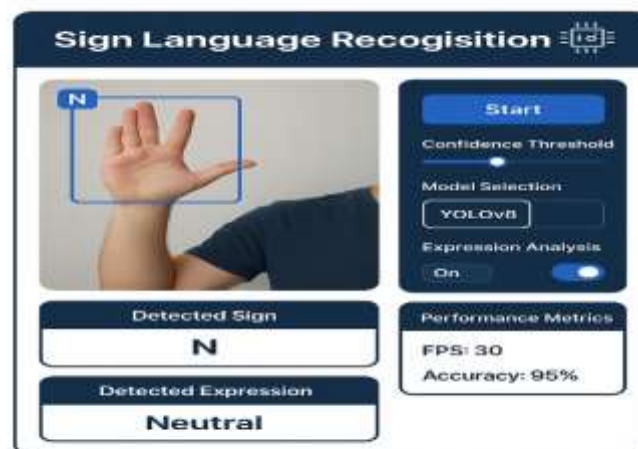 Sign Language Recogisition
N
Start
Confidence Threshold
Model Selection
YOLOv8
Expression Analysis
On
Detected Sign
N
Detected Expression
Neutral
Performance Metrics
FPS: 30
Accuracy: 95%